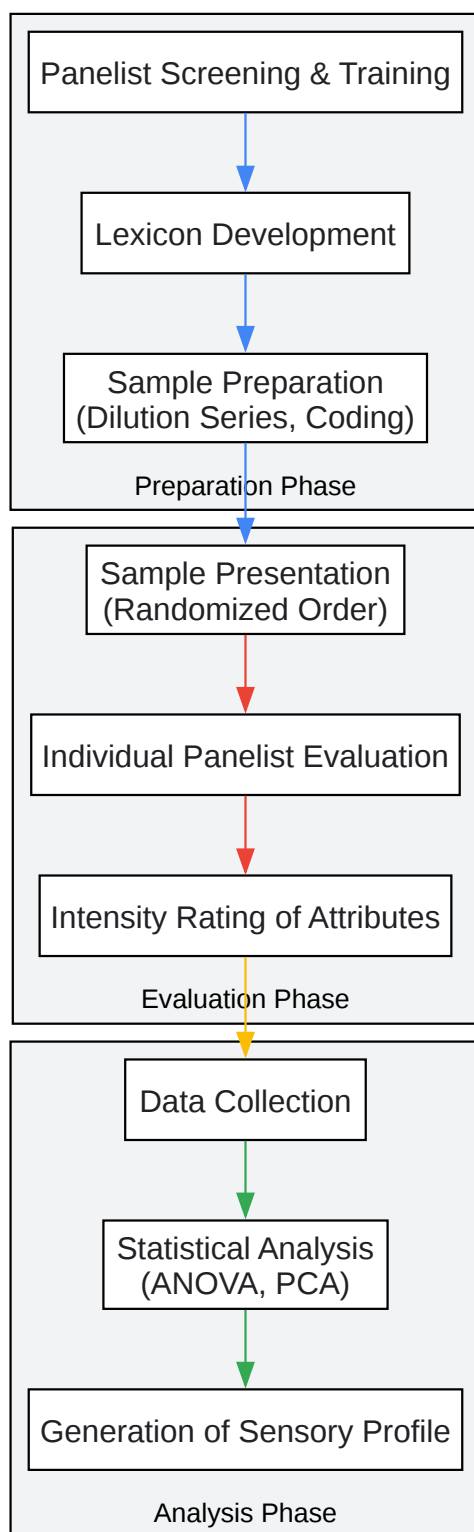 Panelist Screening & Training
Lexicon Development
Sample Preparation
(Dilution Series, Coding)
Preparation Phase
Sample Presentation
(Randomized Order)
Individual Panelist Evaluation
Intensity Rating of Attributes
Evaluation Phase
Data Collection
Statistical Analysis
(ANOVA, PCA)
Generation of Sensory Profile
Analysis Phase